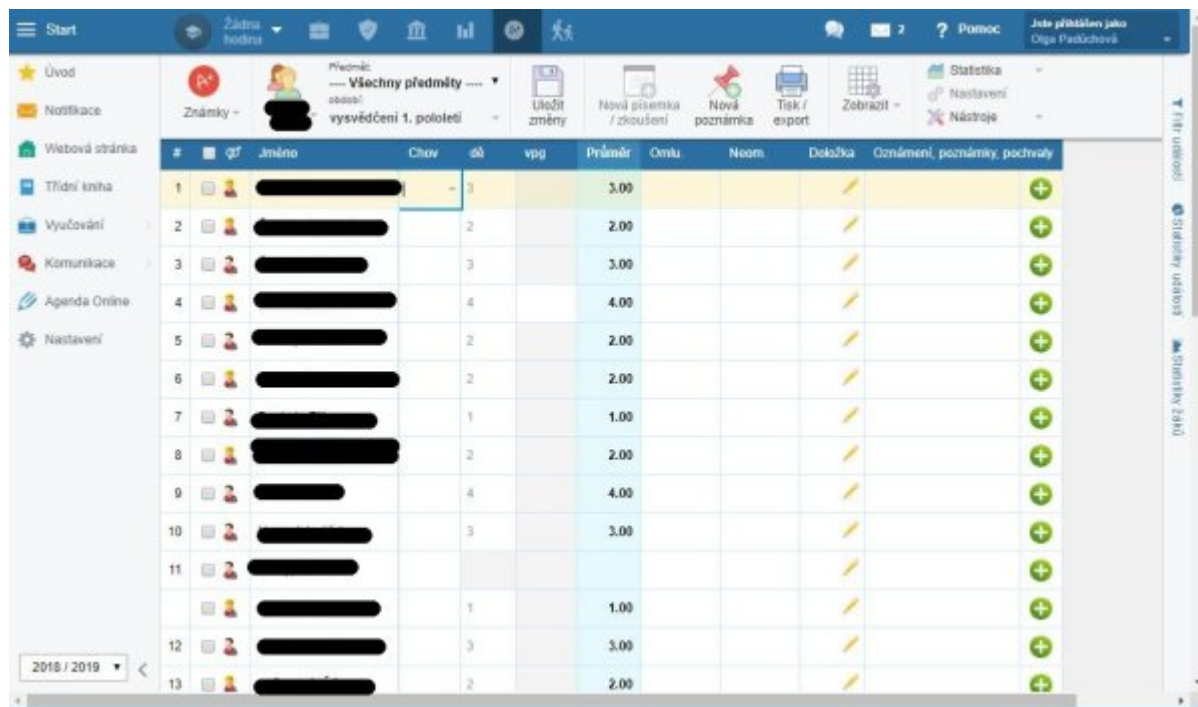 Start
Žádná
hodina
2
? Pomoc
Jste přihlášen jako
Olga Padúchová
Úvod
Notifikace
Webová stránka
Třídní kniha
Vyučování
Komunikace
Agenda Online
Nastavení
2018 / 2019
A+
Známky
Předmět:
---- Všechny předměty ----
období:
vysvědčení 1. pololetí
Uložit
změny
Nová písemka
/ zkoušení
Nová
poznámka
Tisk /
export
Zobrazit
Statistika
Nastavení
Nástroje
# Jméno Chov dě vpg Průměr Omlu. Neom. Doložka Oznámení, poznámky, pochvaly
1 3 3.00
2 2 2.00
3 3 3.00
4 4 4.00
5 2 2.00
6 2 2.00
7 1 1.00
8 2 2.00
9 4 4.00
10 3 3.00
11
1 1.00
12 3 3.00
13 2 2.00
Filtr událostí
Statistiky událostí
Statistiky žáků